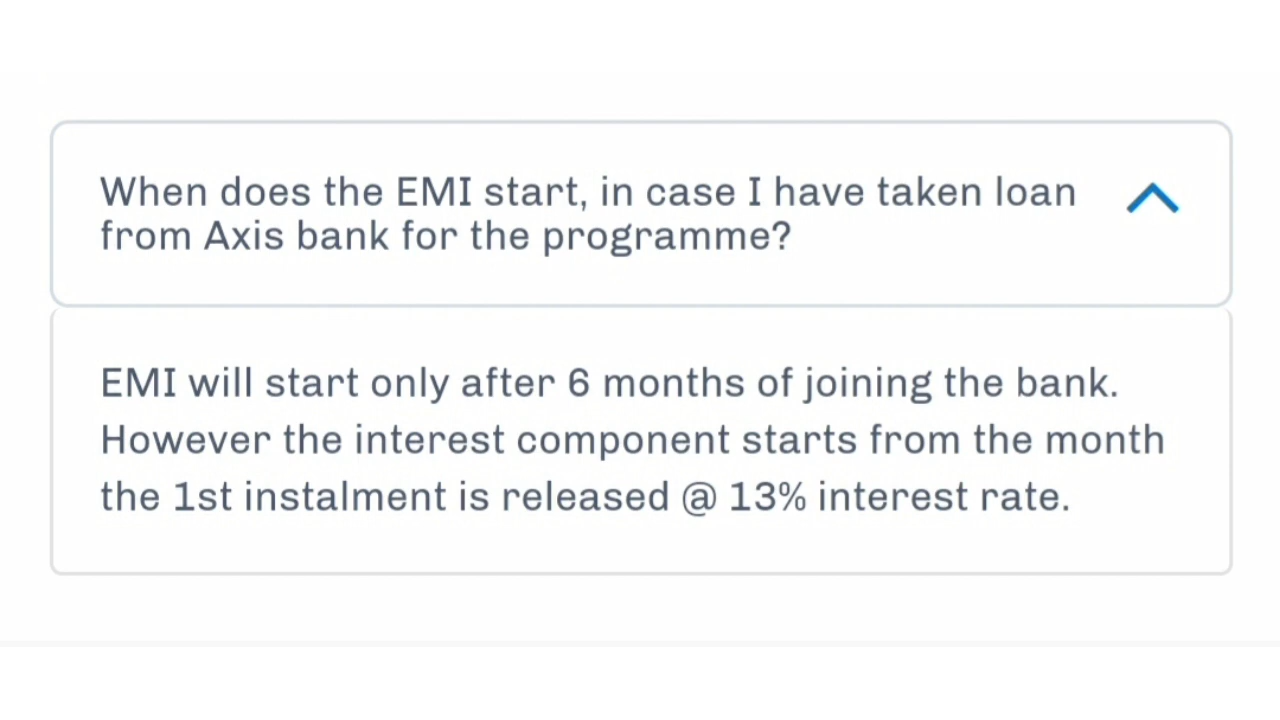 When does the EMI start, in case I have taken loan
from Axis bank for the programme?
EMI will start only after 6 months of joining the bank.
However the interest component starts from the month
the 1st instalment is released @ 13% interest rate.